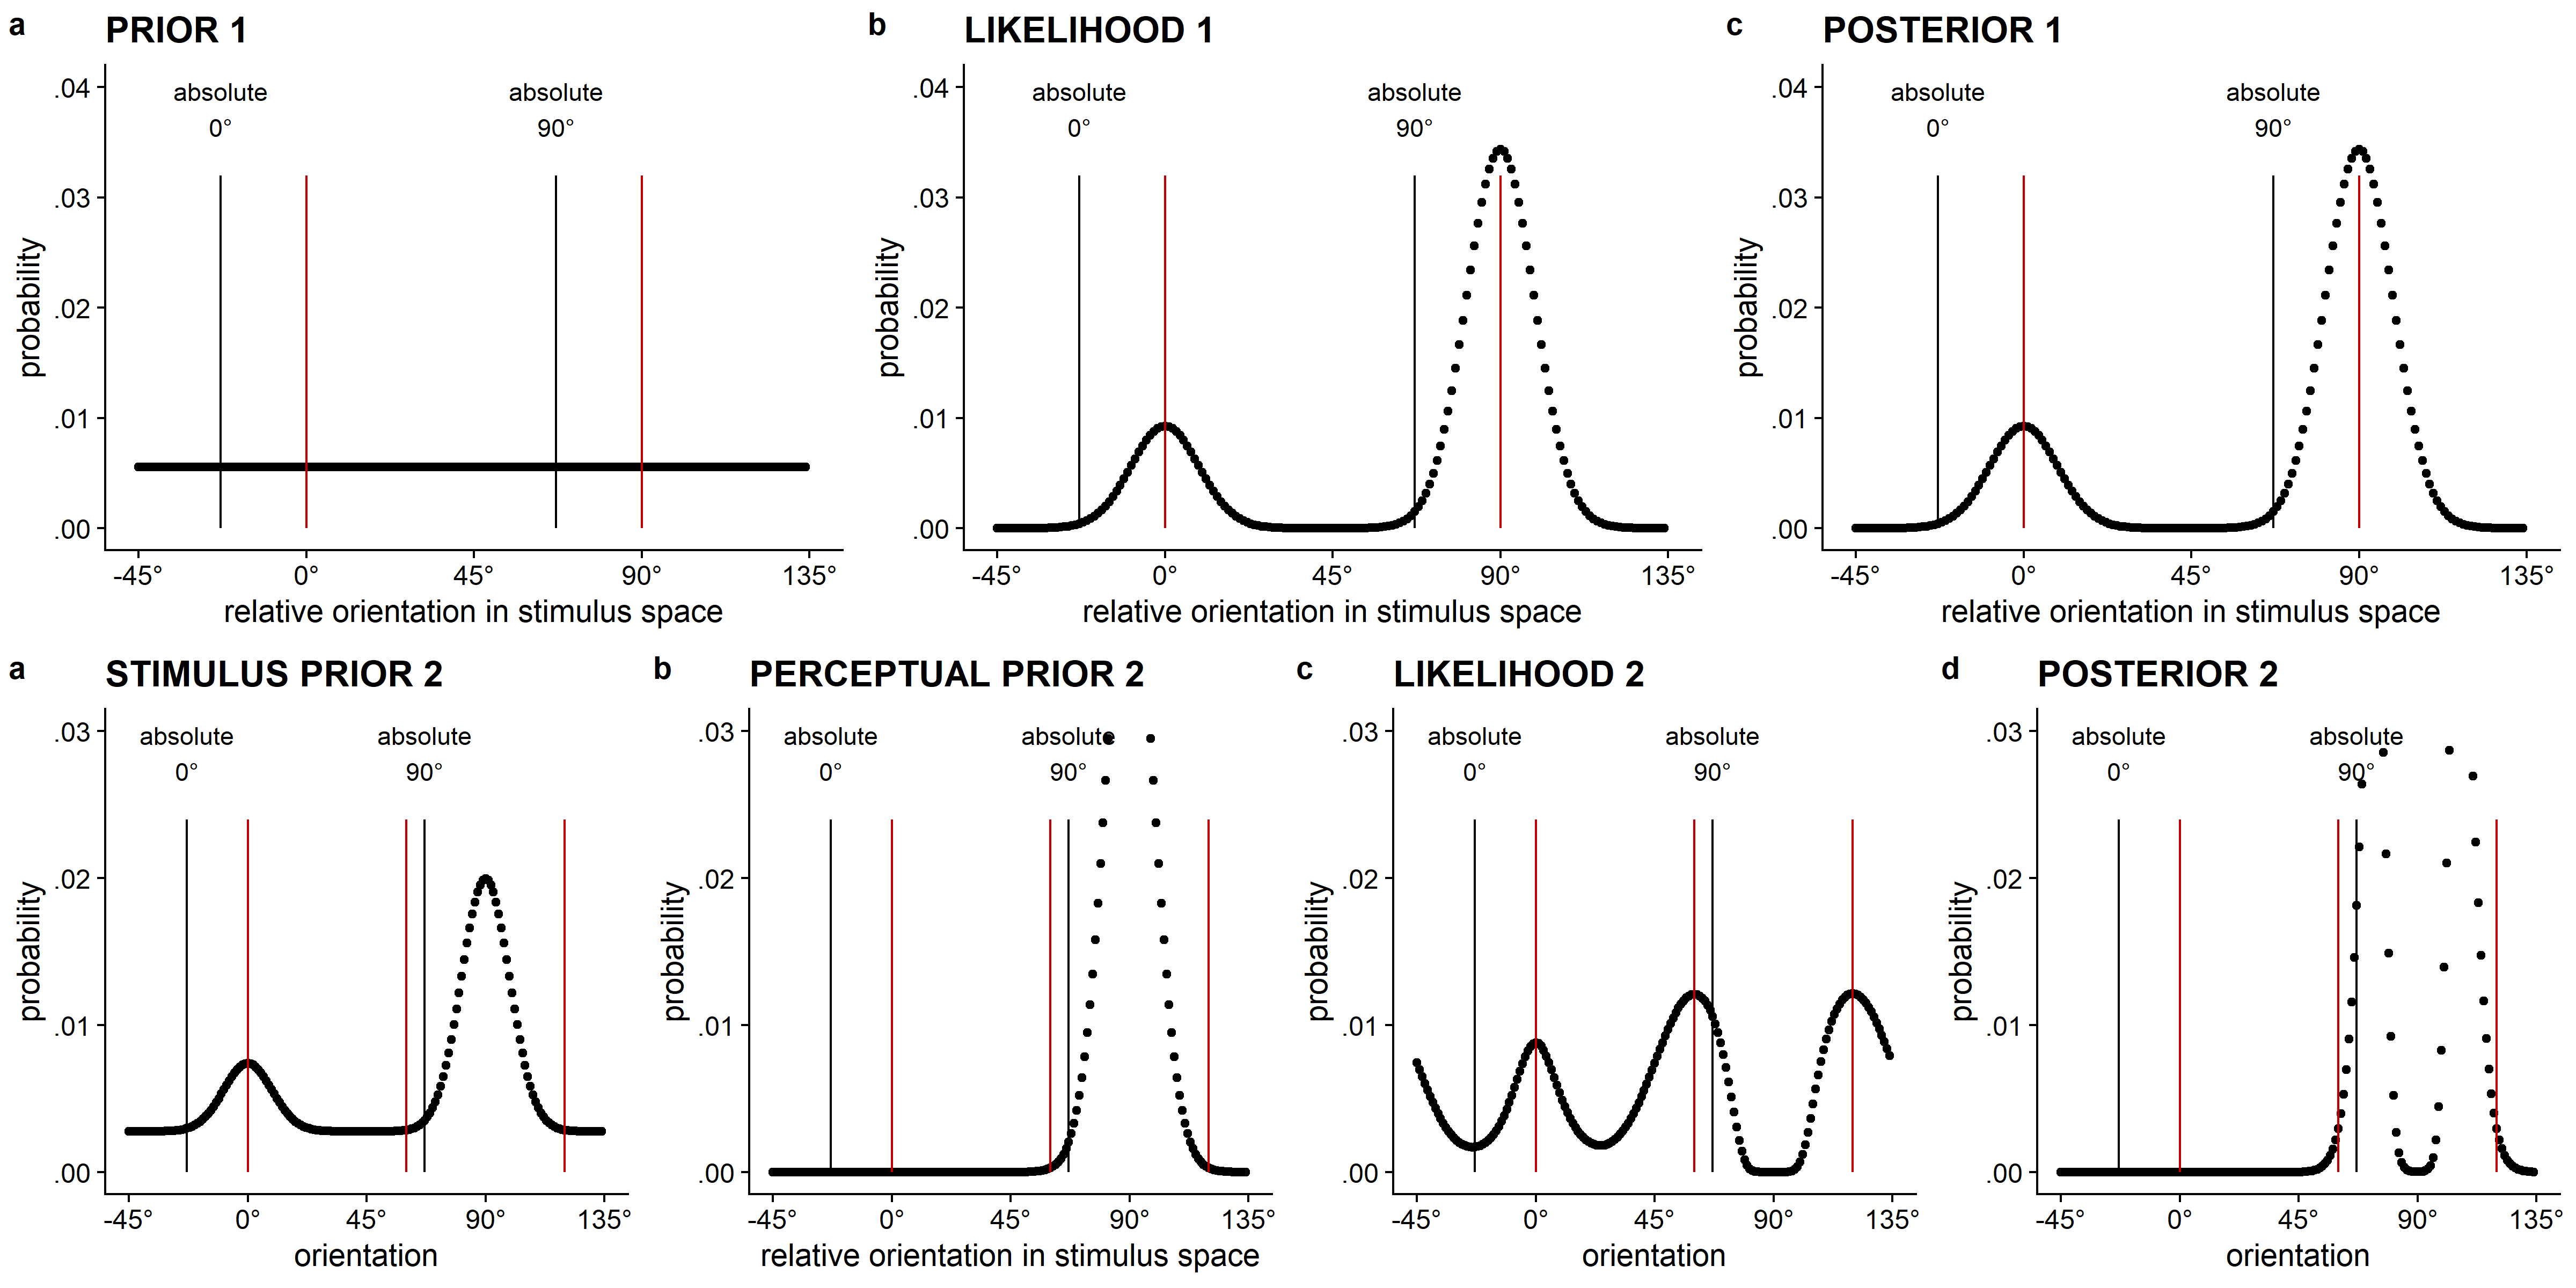 a PRIOR 1
.04
.03
.02
.01
.00
absolute absolute
0° 90°
probability
-45° 0° 45° 90° 135°
relative orientation in stimulus space
b LIKELIHOOD 1
.04
.03
.02
.01
.00
absolute absolute
0° 90°
probability
-45° 0° 45° 90° 135°
relative orientation in stimulus space
c POSTERIOR 1
.04
.03
.02
.01
.00
absolute absolute
0° 90°
probability
-45° 0° 45° 90° 135°
relative orientation in stimulus space
a STIMULUS PRIOR 2
.03
.02
.01
.00
absolute absolute
0° 90°
probability
-45° 0° 45° 90° 135°
orientation
b PERCEPTUAL PRIOR 2
.03
.02
.01
.00
absolute absolute
0° 90°
probability
-45° 0° 45° 90° 135°
relative orientation in stimulus space
c LIKELIHOOD 2
.03
.02
.01
.00
absolute absolute
0° 90°
probability
-45° 0° 45° 90° 135°
orientation
d POSTERIOR 2
.03
.02
.01
.00
absolute absolute
0° 90°
probability
-45° 0° 45° 90° 135°
orientation